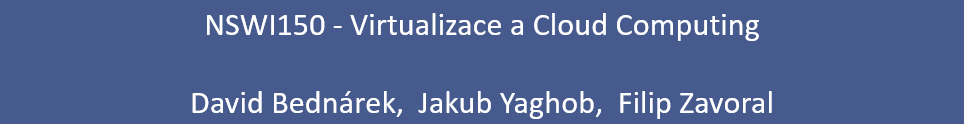 NSWI150 - Virtualizace a Cloud Computing
David Bednárek, Jakub Yaghob, Filip Zavoral